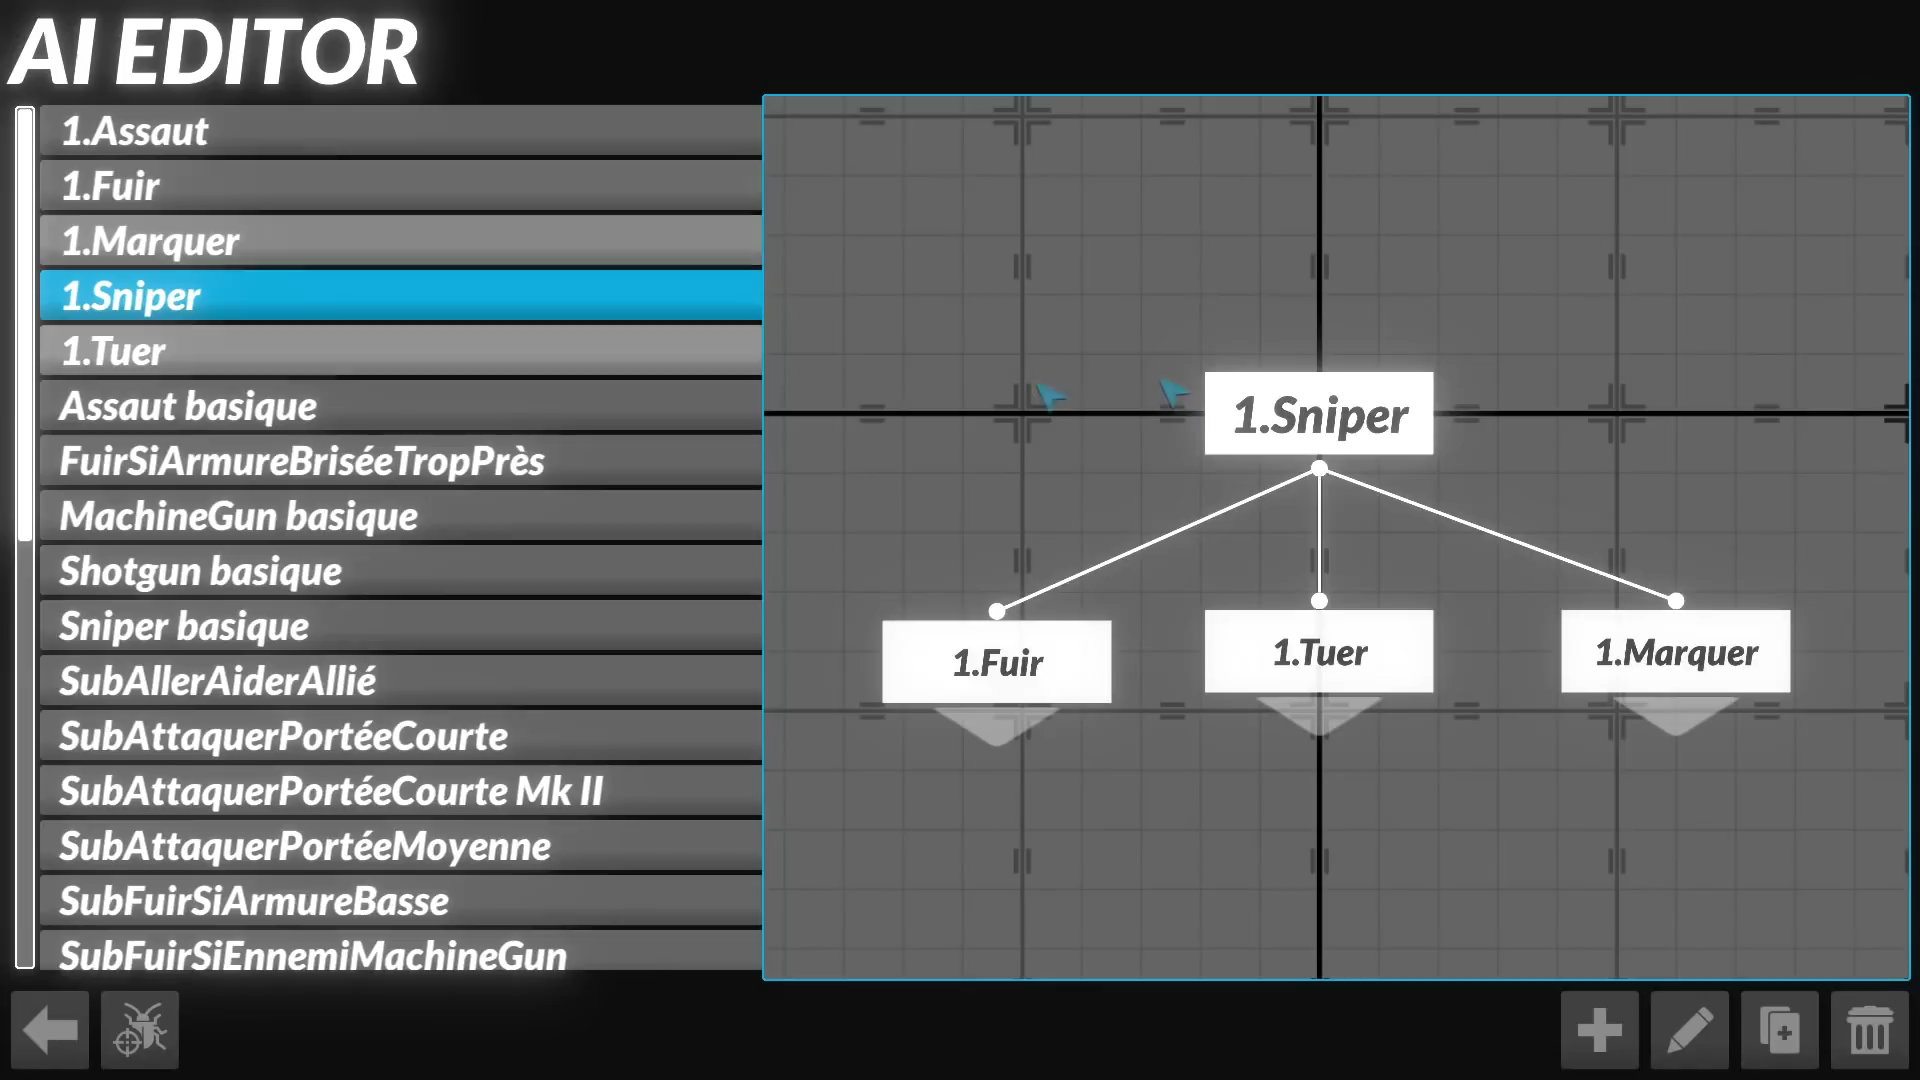 AI EDITOR
1.Assaut
1.Fuir
1.Marquer
1.Sniper
1.Tuer
Assaut basique
FuirSiArmureBriséeTropPrès
MachineGun basique
Shotgun basique
Sniper basique
SubAllerAiderAllié
SubAttaquerPortéeCourte
SubAttaquerPortéeCourte Mk II
SubAttaquerPortéeMoyenne
SubFuirSiArmureBasse
SubFuirSiEnnemiMachineGun
1.Sniper
1.Fuir
1.Tuer
1.Marquer